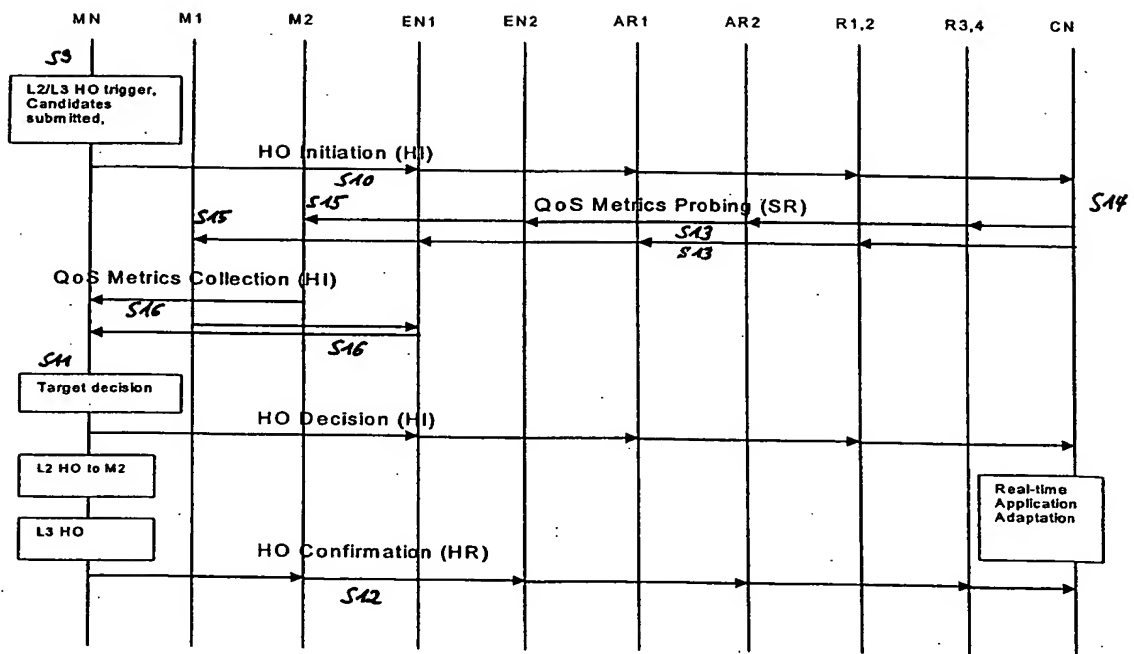 MN M1 M2 EN1 EN2 AR1 AR2 R1,2 R3,4 CN
S9
L2/L3 HO trigger,
Candidates
submitted,
HO Initiation (HI)
S10
S14
S15
S15
QoS Metrics Probing (SR)
S13
S13
QoS Metrics Collection (HI)
S16
S16
S11
Target decision
HO Decision (HI)
L2 HO to M2
Real-time
Application
Adaptation
L3 HO
HO Confirmation (HR)
S12